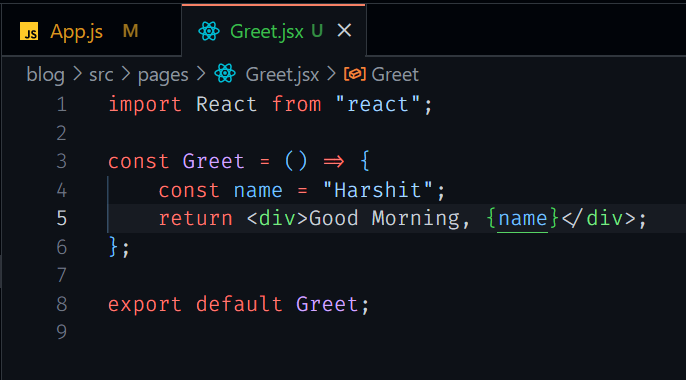 JS App.js M Greet.jsx U ×
blog > src > pages > Greet.jsx > Greet
1 import React from "react";
2
3 const Greet = () => {
4     const name = "Harshit";
5     return <div>Good Morning, {name}</div>;
6 };
7
8 export default Greet;
9